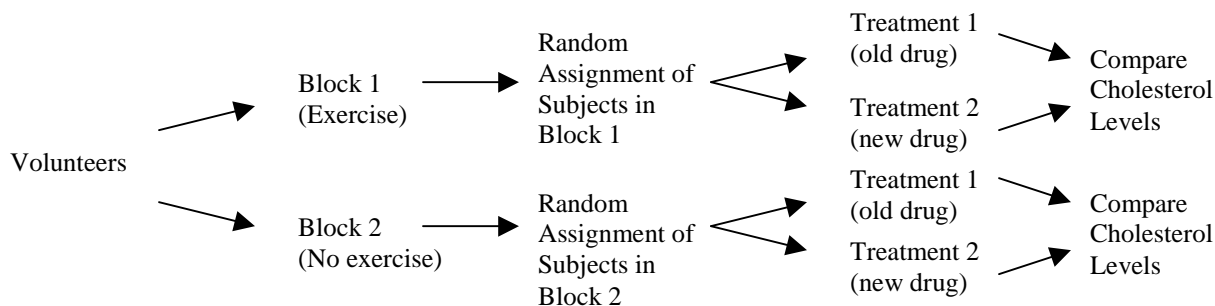 Volunteers
Block 1
(Exercise)
Random
Assignment of
Subjects in
Block 1
Treatment 1
(old drug)
Treatment 2
(new drug)
Compare
Cholesterol
Levels
Block 2
(No exercise)
Random
Assignment of
Subjects in
Block 2
Treatment 1
(old drug)
Treatment 2
(new drug)
Compare
Cholesterol
Levels